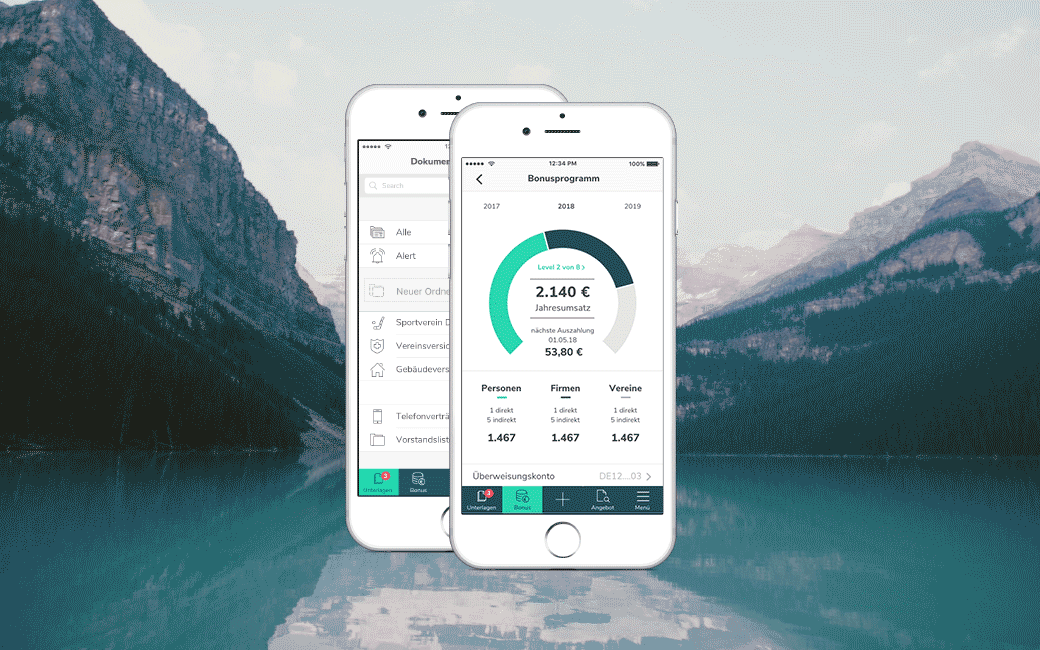 Dokumen
Search
Alle
Alert
Neuer Ordne
Sportverein D
Vereinsversic
Gebäudevers
Telefonverträ
Vorstandslist
3
Unterlagen
Bonus
12:34 PM
100%
Bonusprogramm
2017 2018 2019
Level 2 von 8 >
2.140 €
Jahresumsatz
nächste Auszahlung
01.05.18
53,80 €
Personen Firmen Vereine
1 direkt 1 direkt 1 direkt
5 indirekt 5 indirekt 5 indirekt
1.467 1.467 1.467
Überweisungskonto DE12....03 >
3
Unterlagen Bonus Angebot Menü